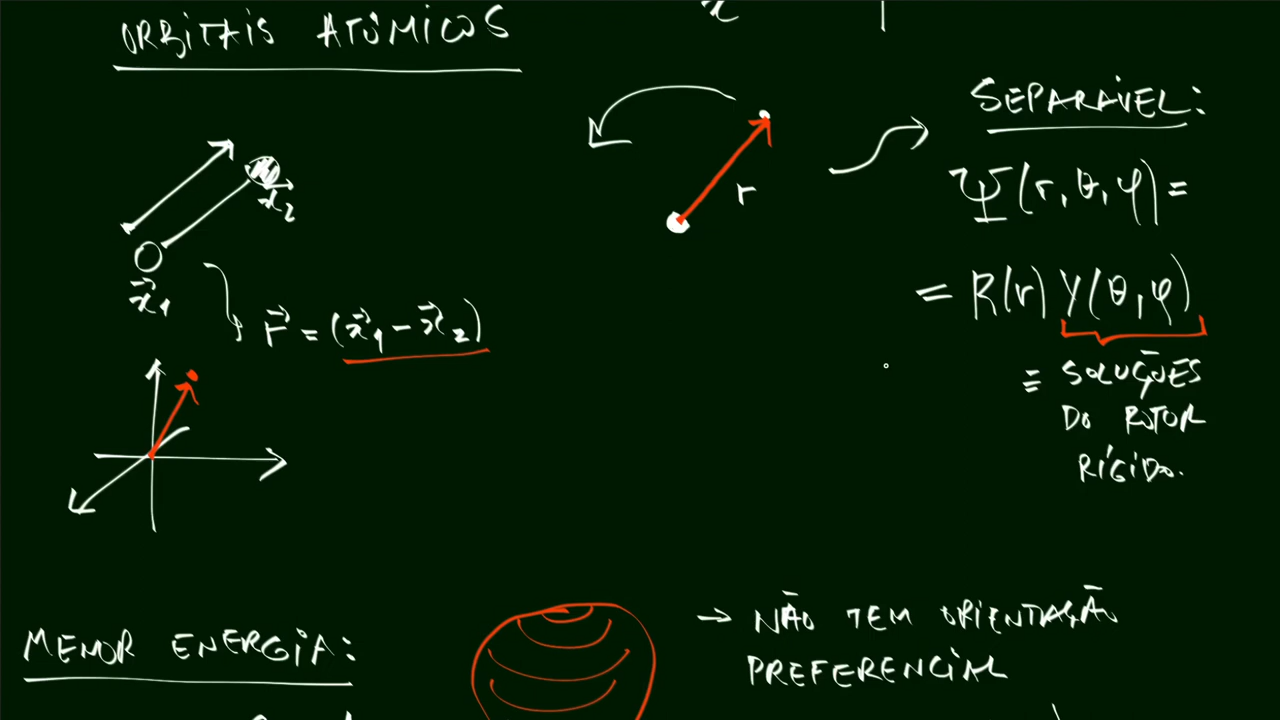 x
ORBITAIS ATÔMICOS
SEPARÁVEL:
Ψ(r, θ, φ) =
= R(r) Y(θ, φ)
≡ SOLUÇÕES
DO ROTOR
RÍGIDO.
r
x⃗₂
x⃗₁
r⃗ = (x⃗₁ - x⃗₂)
MENOR ENERGIA:
→ NÃO TEM ORIENTAÇÃO
PREFERENCIAL